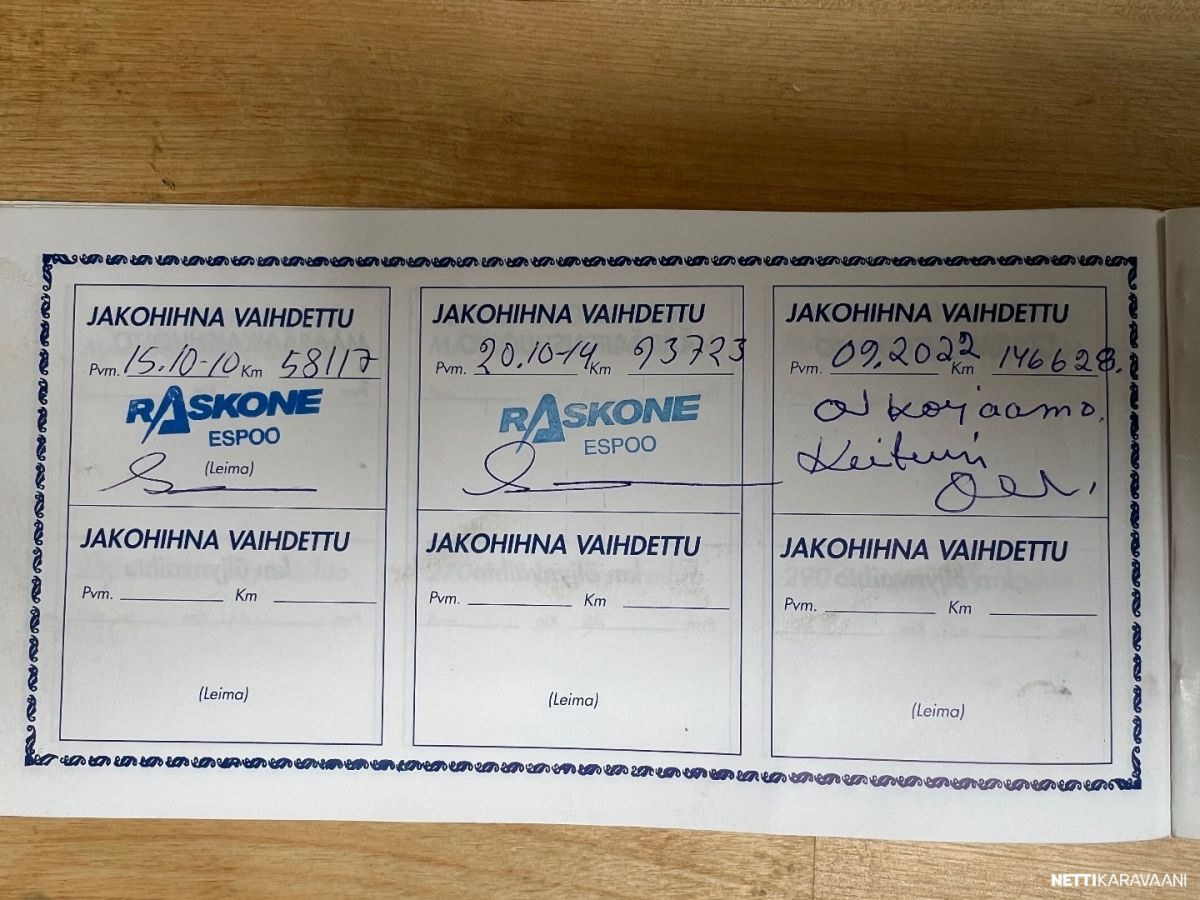 JAKOHIHNA VAIHDETTU
Pvm. 15.10-10 Km 58117
RASKONE
ESPOO
(Leima)
JAKOHIHNA VAIHDETTU
Pvm. 20.10-14 Km 93723
RASKONE
ESPOO
JAKOHIHNA VAIHDETTU
Pvm. 09.2022 Km 146628.
korjaamo.
JAKOHIHNA VAIHDETTU
Pvm. Km
(Leima)
JAKOHIHNA VAIHDETTU
Pvm. Km
(Leima)
JAKOHIHNA VAIHDETTU
Pvm. Km
(Leima)
NETTIKARAVAANI